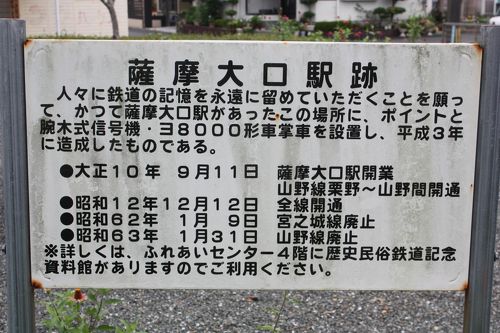 薩摩大口駅跡
人々に鉄道の記憶を永遠に留めていただくことを願っ
て、かつて薩摩大口駅があったこの場所に、ポイントと
腕木式信号機・ヨ8000形車掌車を設置し、平成3年
に造成したものである。
●大正10年 9月11日 薩摩大口駅開業
山野線栗野～山野間開通
●昭和12年12月12日 全線開通
●昭和62年 1月 9日 宮之城線廃止
●昭和63年 1月31日 山野線廃止
※詳しくは、ふれあいセンター4階に歴史民俗鉄道記念
資料館がありますのでご利用ください。